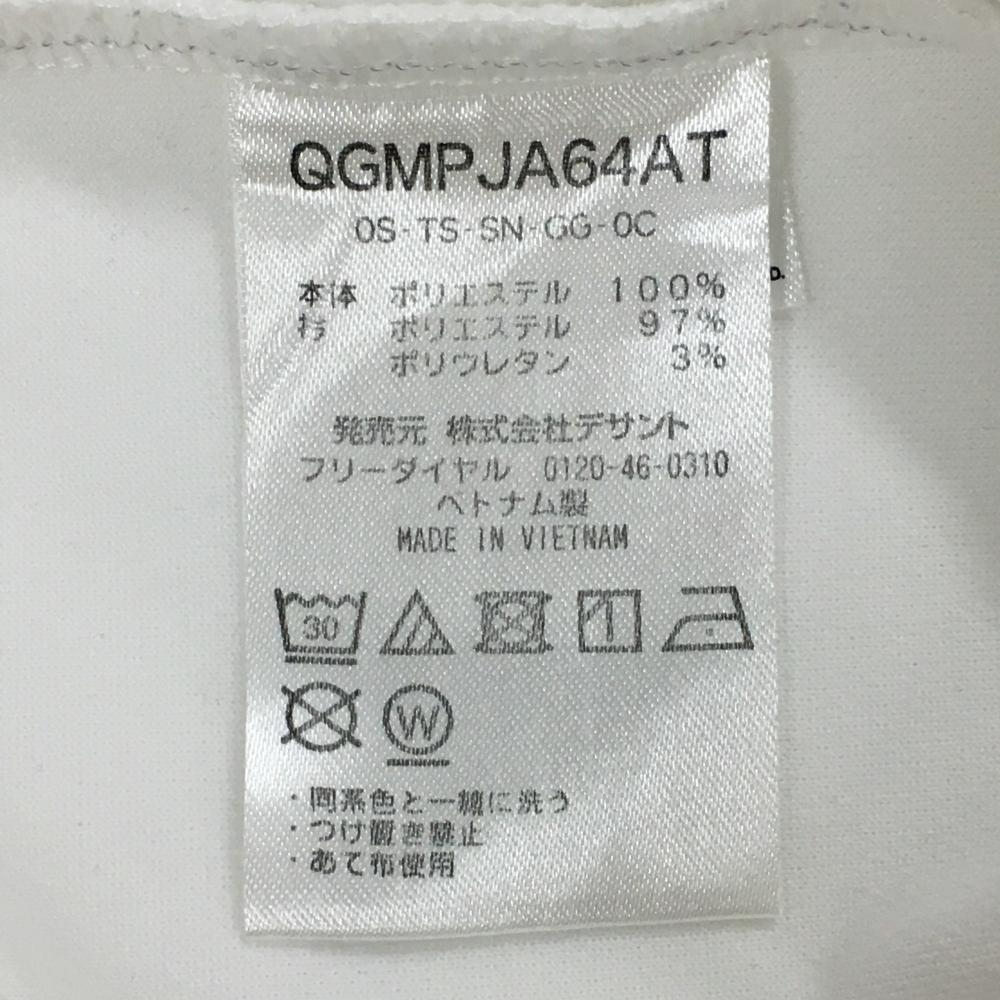 QGMPJA64AT
OS-TS-SN-GG-OC
本体 ポリエステル 100%
衿 ポリエステル 97%
ポリウレタン 3%
発売元 株式会社デサント
フリーダイヤル 0120-46-0310
ベトナム製
MADE IN VIETNAM
30
W
・同系色と一緒に洗う
・つけ置き禁止
・あて布使用